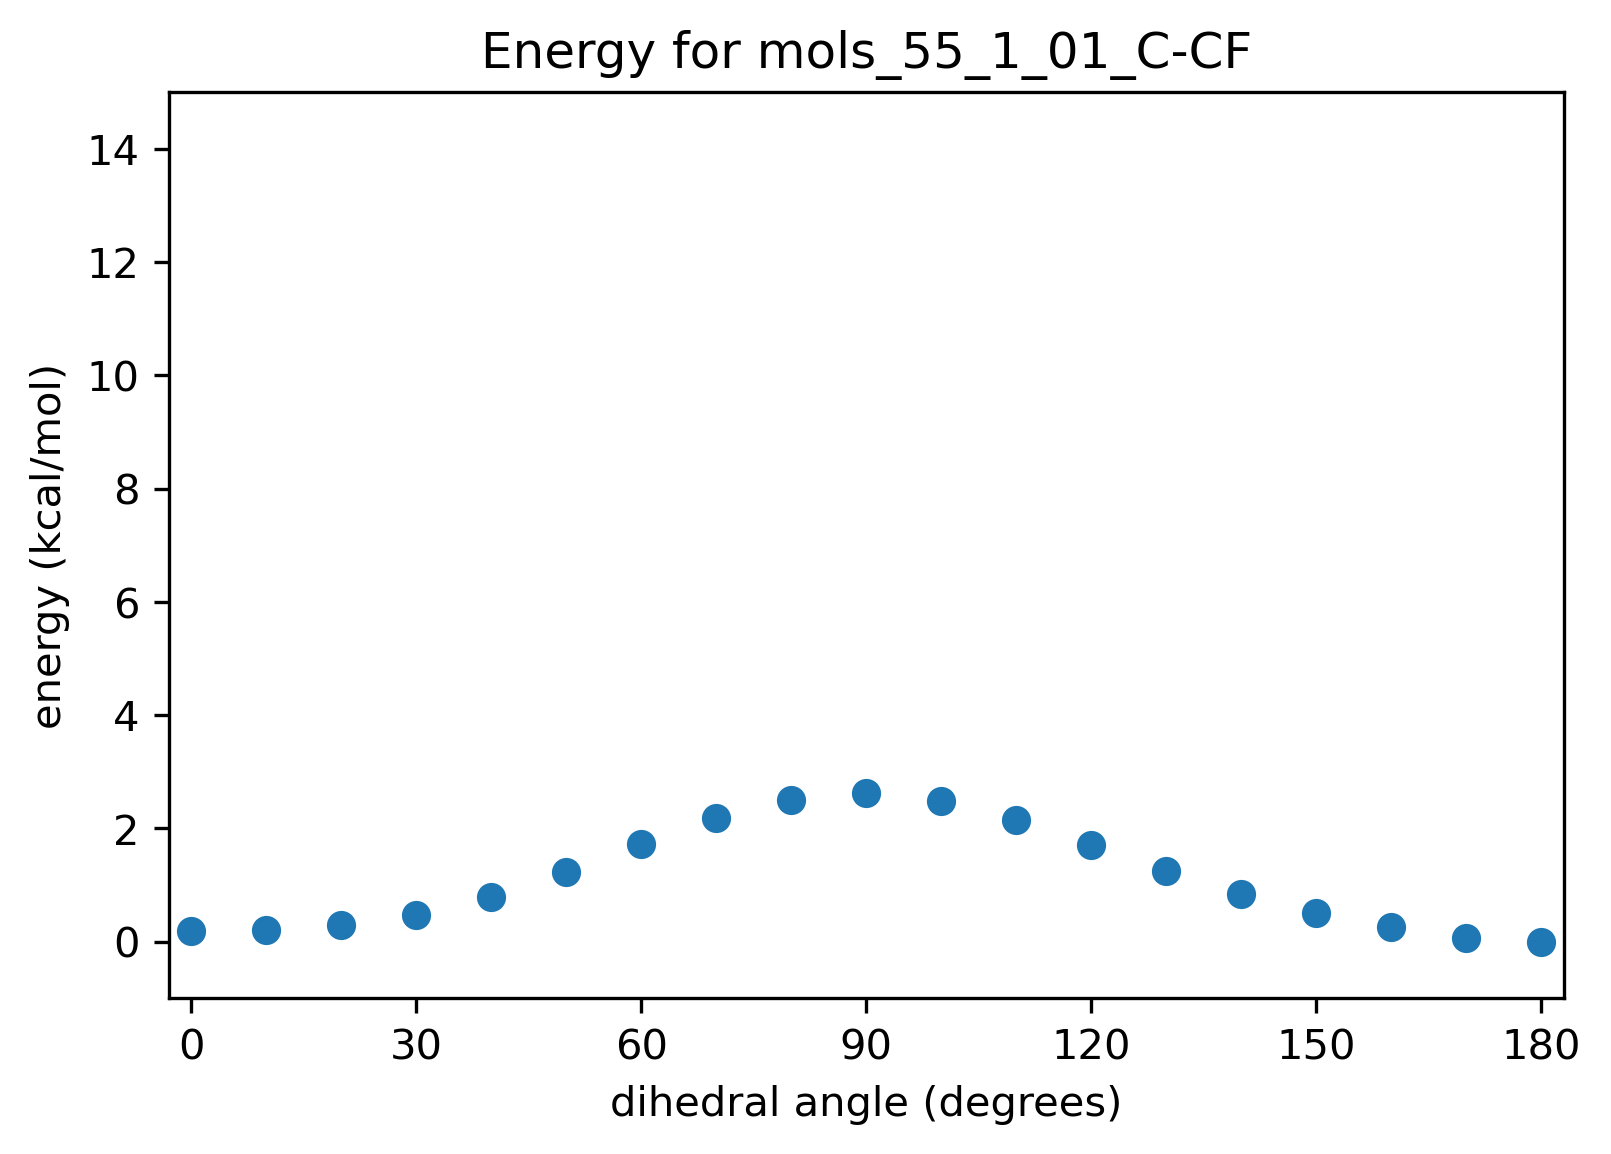 Energy for mols_55_1_01_C-CF
14
12
10
8
6
4
2
0
energy (kcal/mol)
0 30 60 90 120 150 180
dihedral angle (degrees)